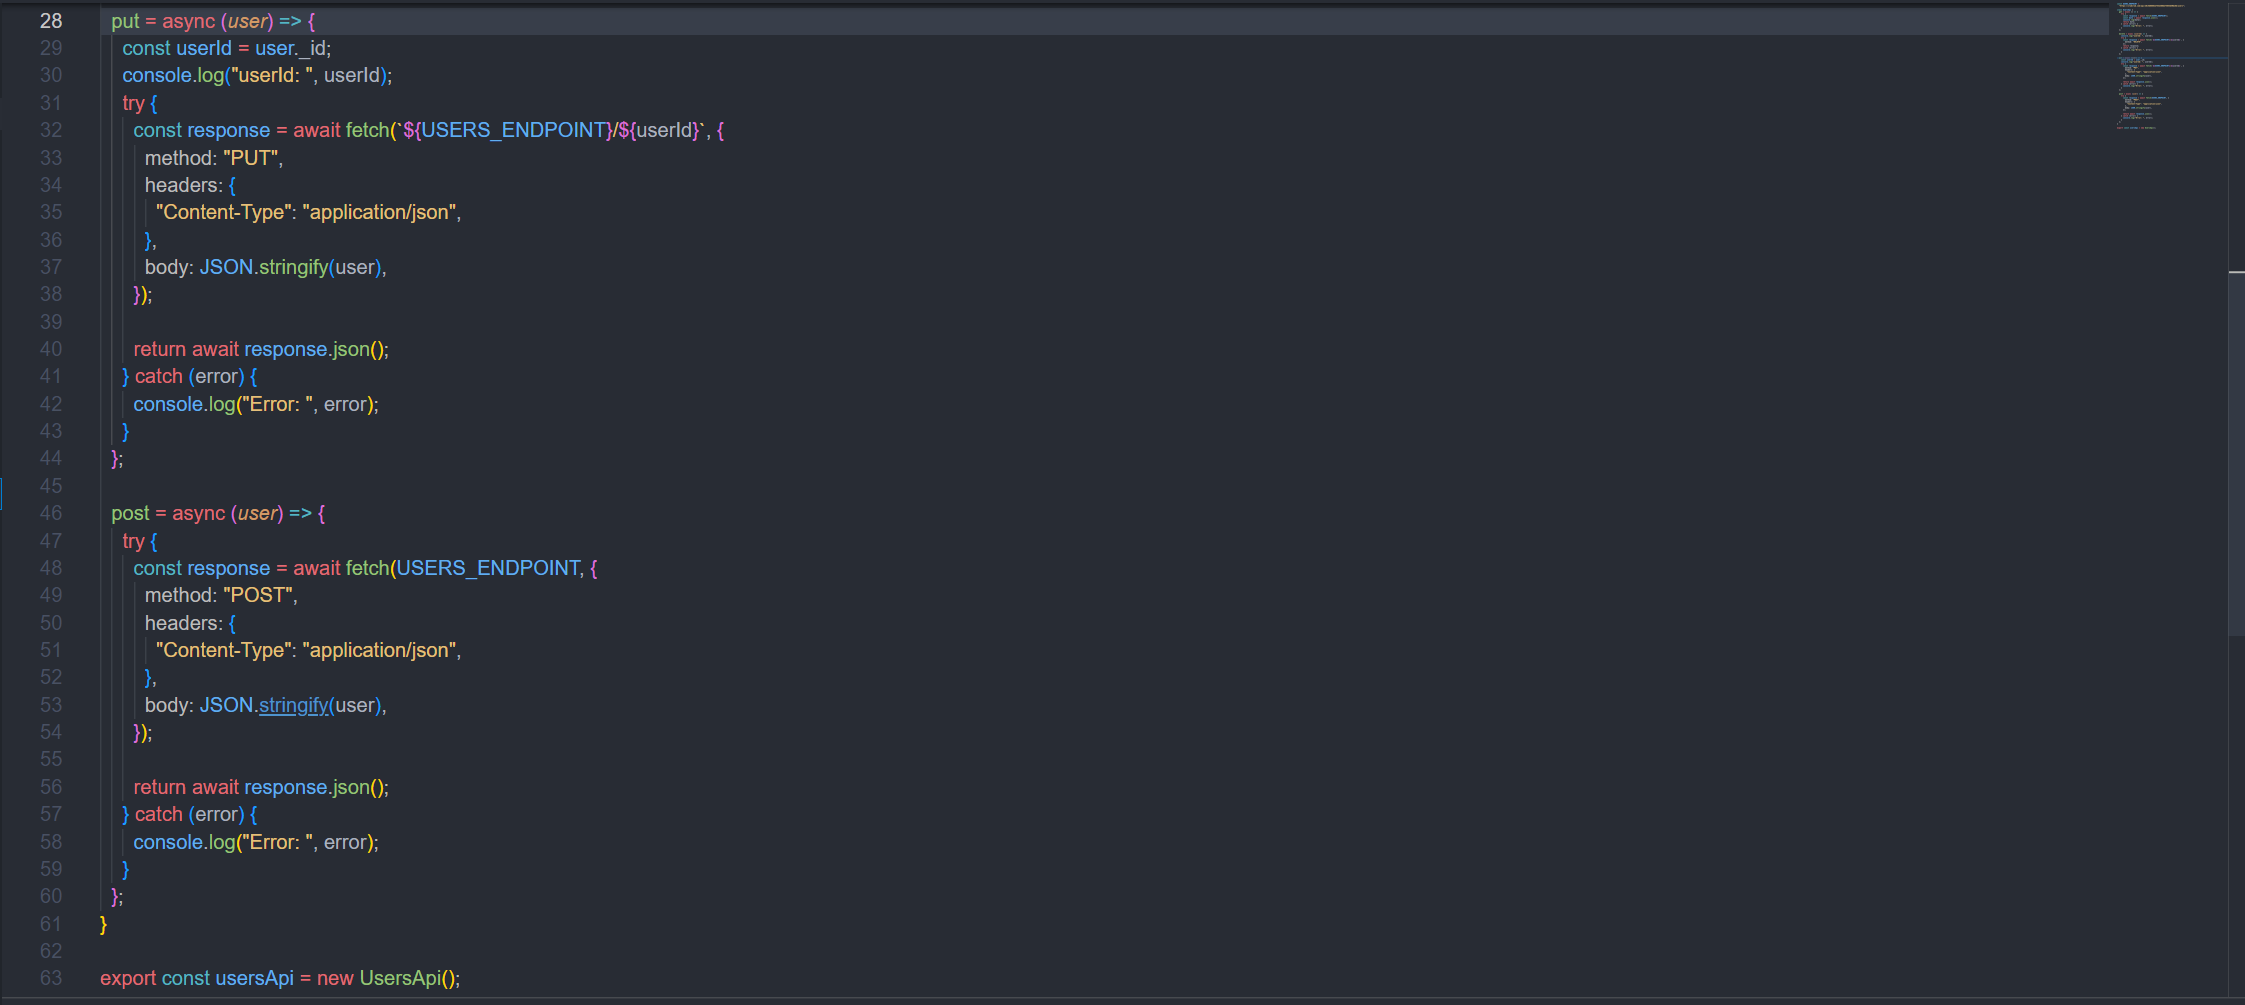 28 put = async (user) => {
29 const userId = user._id;
30 console.log("userId: ", userId);
31 try {
32 const response = await fetch(`${USERS_ENDPOINT}/${userId}`, {
33 method: "PUT",
34 headers: {
35 "Content-Type": "application/json",
36 },
37 body: JSON.stringify(user),
38 });
39
40 return await response.json();
41 } catch (error) {
42 console.log("Error: ", error);
43 }
44 };
45
46 post = async (user) => {
47 try {
48 const response = await fetch(USERS_ENDPOINT, {
49 method: "POST",
50 headers: {
51 "Content-Type": "application/json",
52 },
53 body: JSON.stringify(user),
54 });
55
56 return await response.json();
57 } catch (error) {
58 console.log("Error: ", error);
59 }
60 };
61 }
62
63 export const usersApi = new UsersApi();